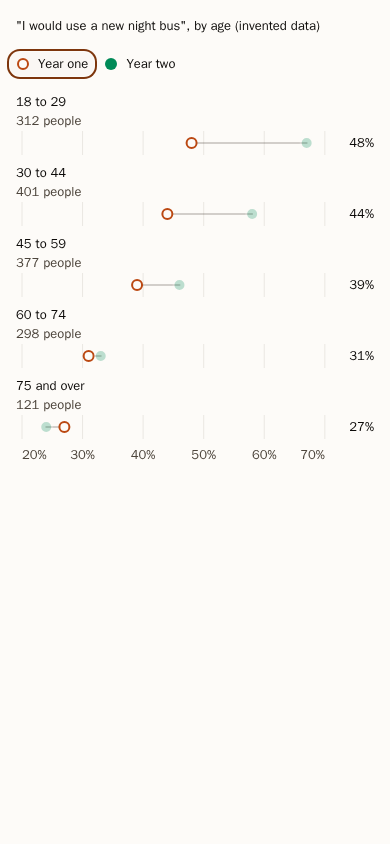 "I would use a new night bus", by age (invented data)
Year one Year two
18 to 29
312 people
48%
30 to 44
401 people
44%
45 to 59
377 people
39%
60 to 74
298 people
31%
75 and over
121 people
27%
20% 30% 40% 50% 60% 70%